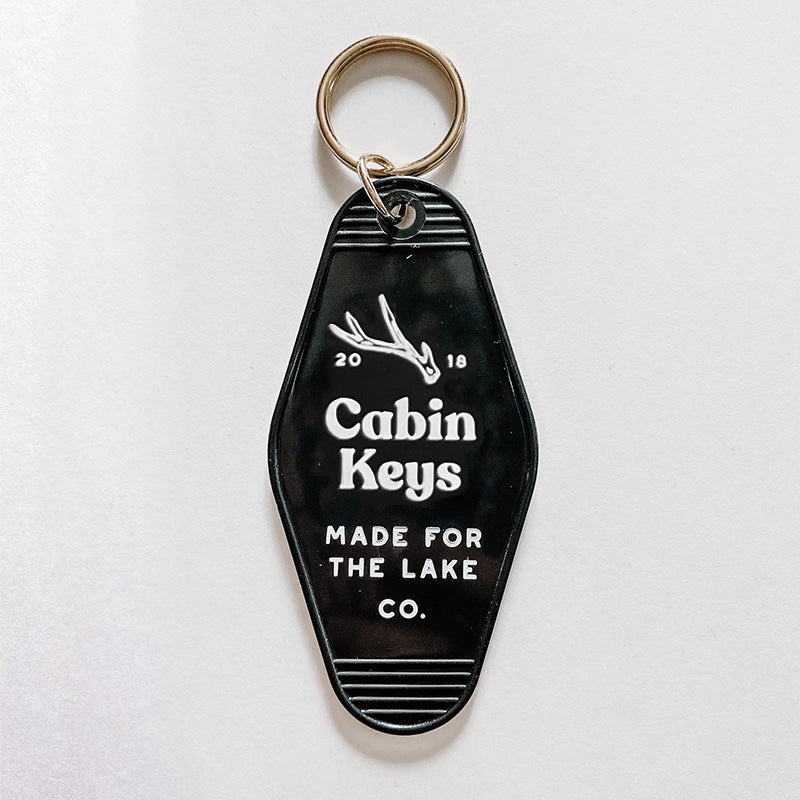 20 18
Cabin
Keys
MADE FOR
THE LAKE
CO.